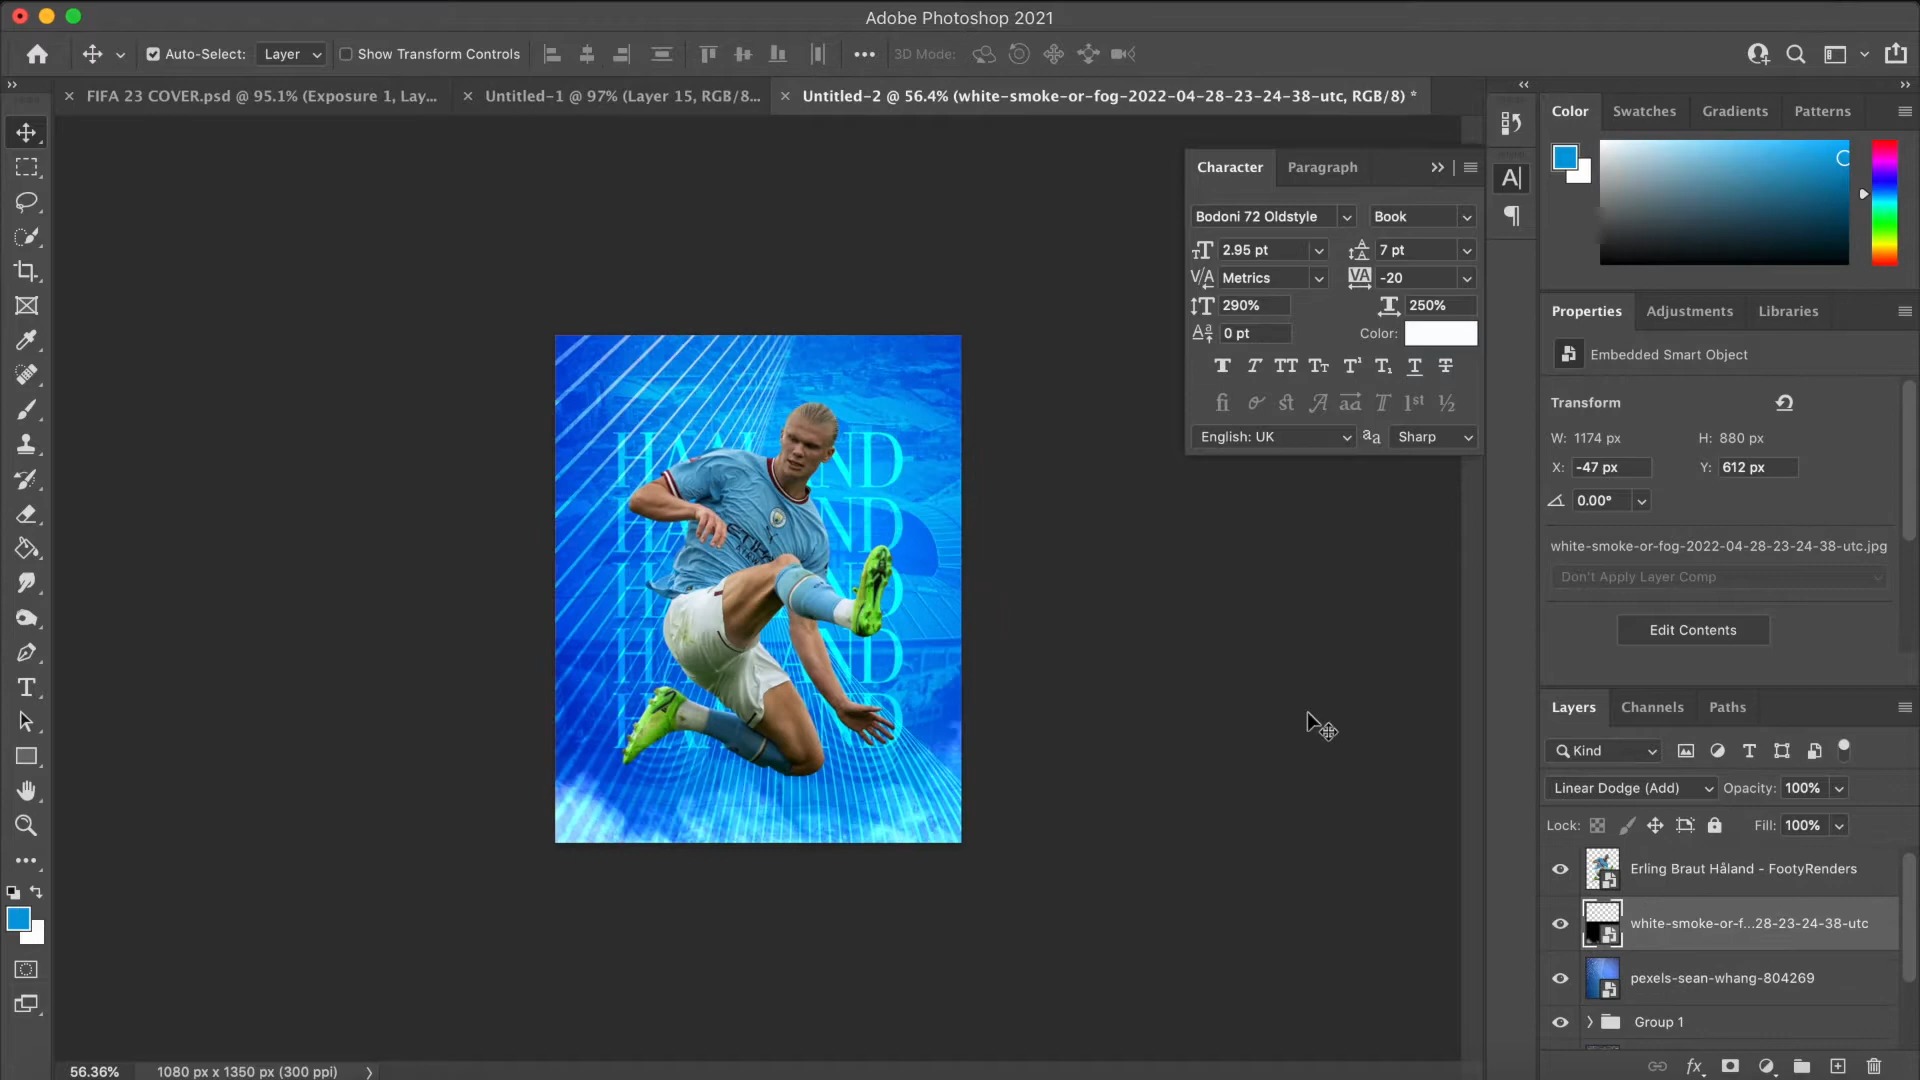 Adobe Photoshop 2021
Auto-Select: Layer Show Transform Controls 3D Mode:
FIFA 23 COVER.psd @ 95.1% (Exposure 1, Lay... Untitled-1 @ 97% (Layer 15, RGB/8... Untitled-2 @ 56.4% (white-smoke-or-fog-2022-04-28-23-24-38-utc, RGB/8) *
Character Paragraph
Bodoni 72 Oldstyle Book
2.95 pt 7 pt
Metrics -20
290% 250%
0 pt Color:
English: UK Sharp
Color Swatches Gradients Patterns
Properties Adjustments Libraries
Embedded Smart Object
Transform
W: 1174 px H: 880 px
X: -47 px Y: 612 px
0.00°
white-smoke-or-fog-2022-04-28-23-24-38-utc.jpg
Don't Apply Layer Comp
Edit Contents
Layers Channels Paths
Kind
Linear Dodge (Add) Opacity: 100%
Lock: Fill: 100%
Erling Braut Håland - FootyRenders
white-smoke-or-f...28-23-24-38-utc
pexels-sean-whang-804269
Group 1
56.36% 1080 px x 1350 px (300 ppi)